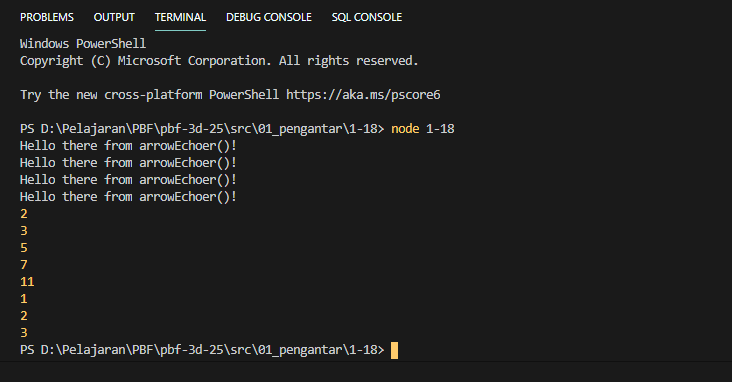 PROBLEMS OUTPUT TERMINAL DEBUG CONSOLE SQL CONSOLE
Windows PowerShell
Copyright (C) Microsoft Corporation. All rights reserved.
Try the new cross-platform PowerShell https://aka.ms/pscore6
PS D:\Pelajaran\PBF\pbf-3d-25\src\01_pengantar\1-18> node 1-18
Hello there from arrowEchoer()!
Hello there from arrowEchoer()!
Hello there from arrowEchoer()!
Hello there from arrowEchoer()!
2
3
5
7
11
1
2
3
PS D:\Pelajaran\PBF\pbf-3d-25\src\01_pengantar\1-18>